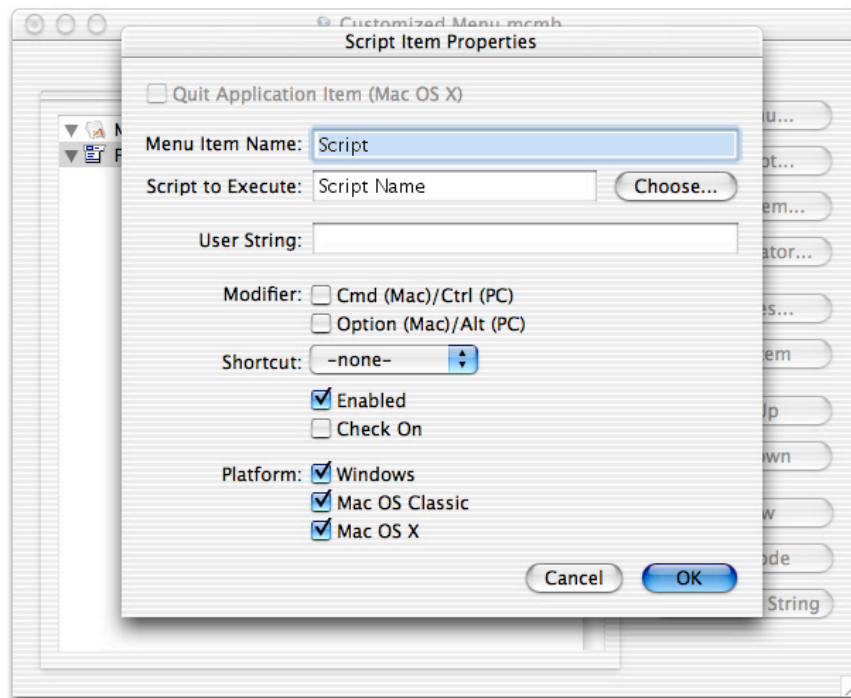 Customized Menu.mcmb
Script Item Properties
Quit Application Item (Mac OS X)
Menu Item Name: Script
Script to Execute: Script Name Choose...
User String:
Modifier: Cmd (Mac)/Ctrl (PC)
Option (Mac)/Alt (PC)
Shortcut: -none-
Enabled
Check On
Platform: Windows
Mac OS Classic
Mac OS X
Cancel OK
String